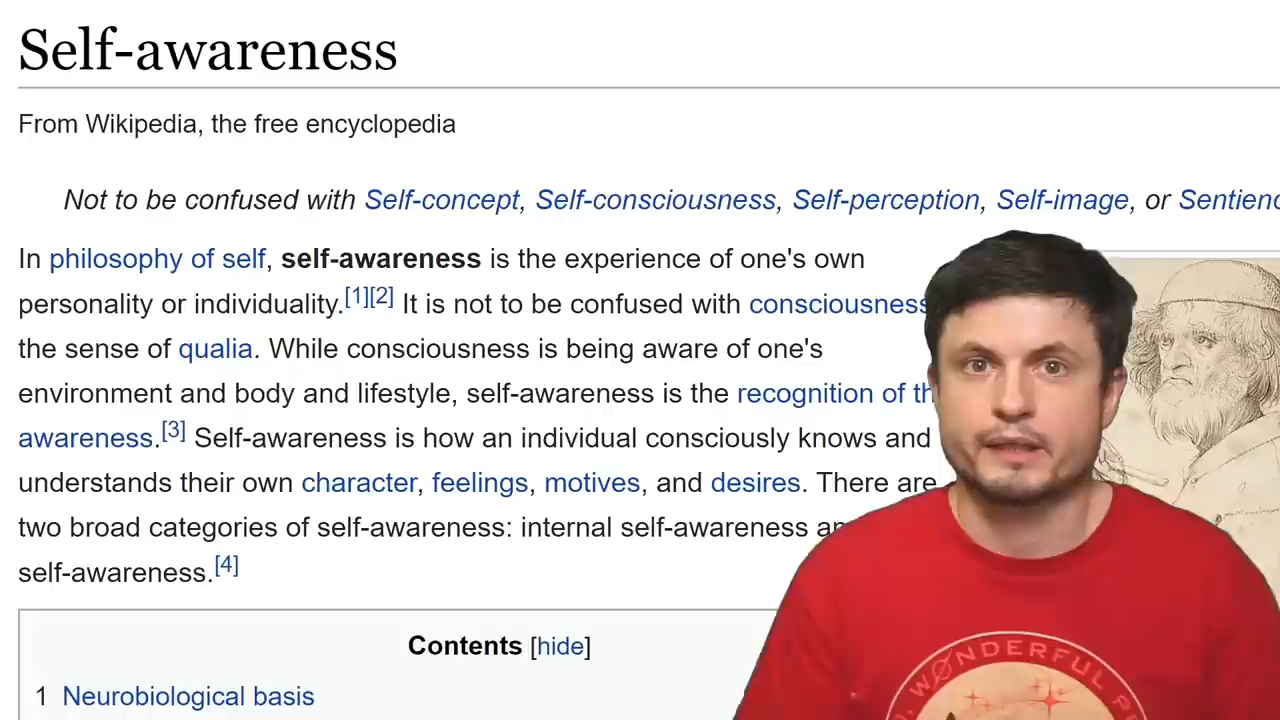 Self-awareness
From Wikipedia, the free encyclopedia
Not to be confused with Self-concept, Self-consciousness, Self-perception, Self-image, or
In philosophy of self, self-awareness is the experience of one's own
personality or individuality.[1][2] It is not to be confused with consciousness
the sense of qualia. While consciousness is being aware of one's
environment and body and lifestyle, self-awareness is the recognition of
awareness.[3] Self-awareness is how an individual consciously knows and
understands their own character, feelings, motives, and desires. There are
two broad categories of self-awareness: internal self-awareness
self-awareness.[4]
Contents [hide]
1 Neurobiological basis
WØNDERFUL